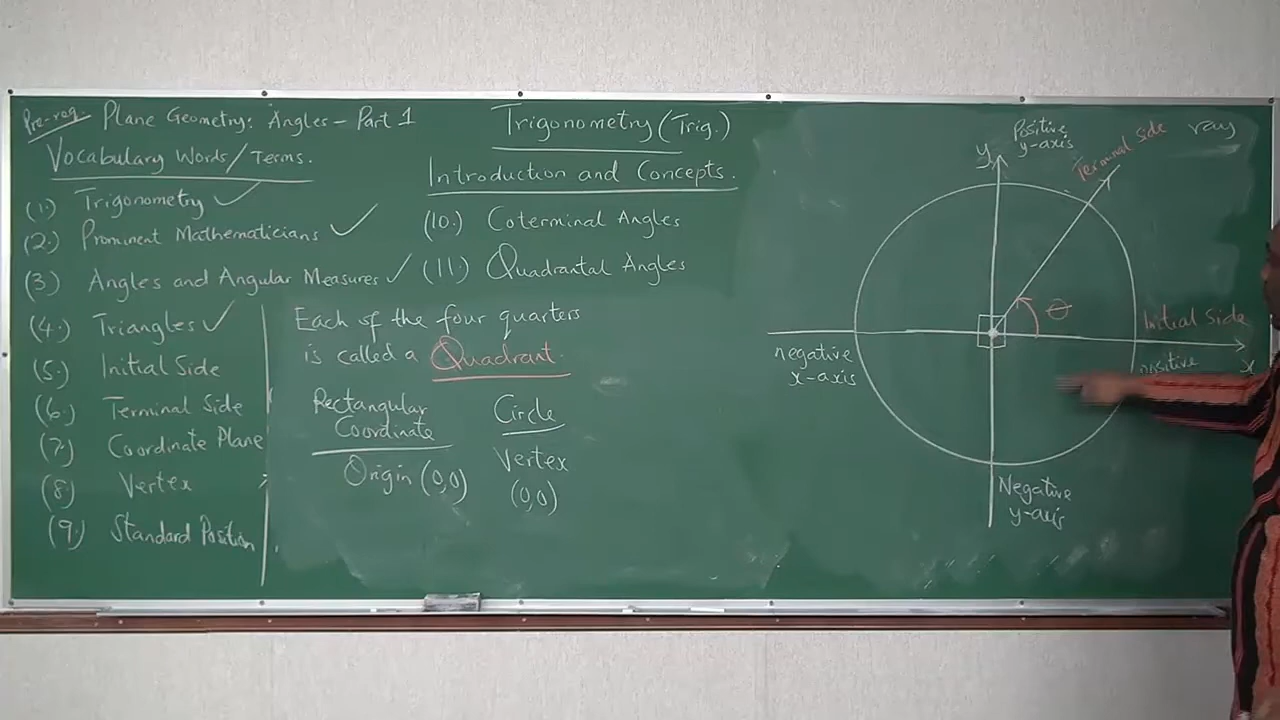 Pre-req Plane Geometry: Angles - Part 1
Vocabulary Words/Terms.
(1.) Trigonometry ✓
(2.) Prominent Mathematicians ✓
(3.) Angles and Angular Measures ✓
(4.) Triangles ✓
(5.) Initial Side
(6.) Terminal Side
(7.) Coordinate Plane
(8.) Vertex
(9.) Standard Position
Trigonometry (Trig.)
Introduction and Concepts.
(10.) Coterminal Angles
(11.) Quadrantal Angles
Each of the four quarters
is called a Quadrant.
Rectangular
Coordinate
Origin (0,0)
Circle
Vertex
(0,0)
y
Positive
y-axis
Terminal Side
ray
θ
Initial Side
positive
x
negative
x-axis
Negative
y-axis